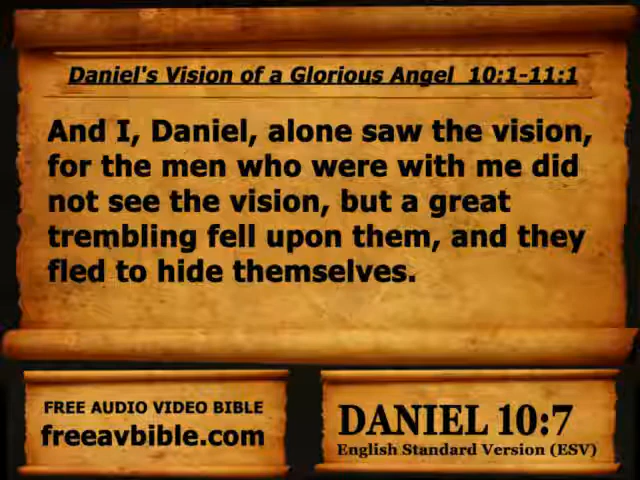 Daniel's Vision of a Glorious Angel 10:1-11:1
And I, Daniel, alone saw the vision,
for the men who were with me did
not see the vision, but a great
trembling fell upon them, and they
fled to hide themselves.
FREE AUDIO VIDEO BIBLE
freeavbible.com
DANIEL 10:7
English Standard Version (ESV)